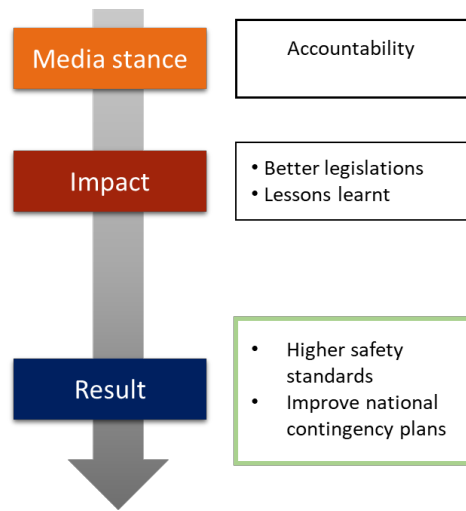 Media stance
Accountability
Impact
• Better legislations
• Lessons learnt
Result
• Higher safety
standards
• Improve national
contingency plans